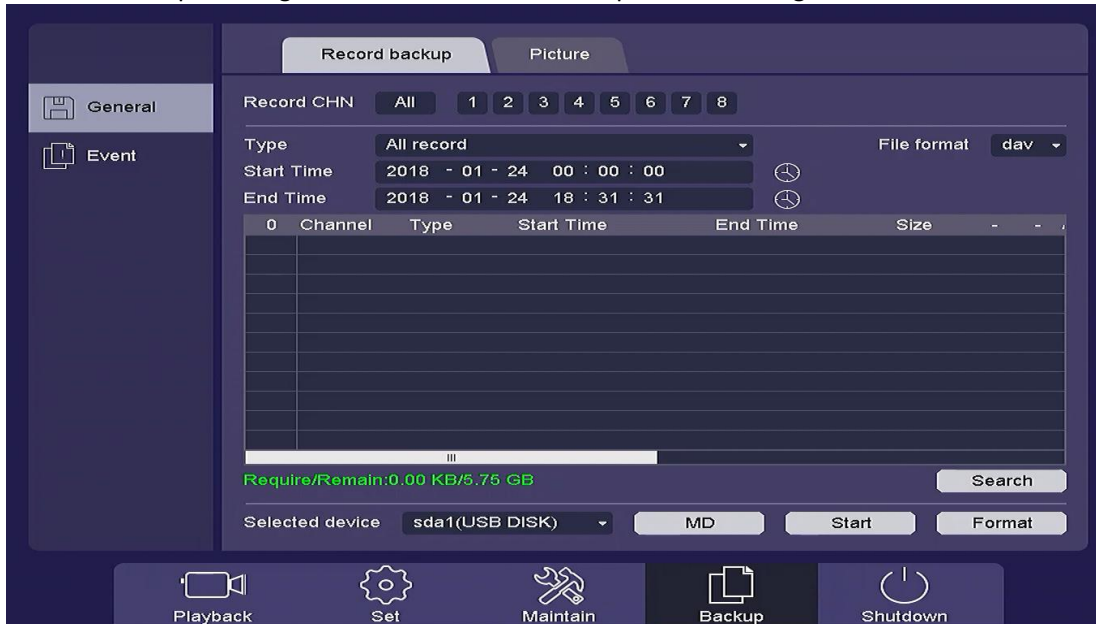 Record backup Picture
General
Event
Record CHN All 1 2 3 4 5 6 7 8
Type All record File format dav
Start Time 2018 - 01 - 24 00 : 00 : 00
End Time 2018 - 01 - 24 18 : 31 : 31
0 Channel Type Start Time End Time Size - -
Require/Remain:0.00 KB/5.75 GB
Search
Selected device sda1(USB DISK) MD Start Format
Playback Set Maintain Backup Shutdown